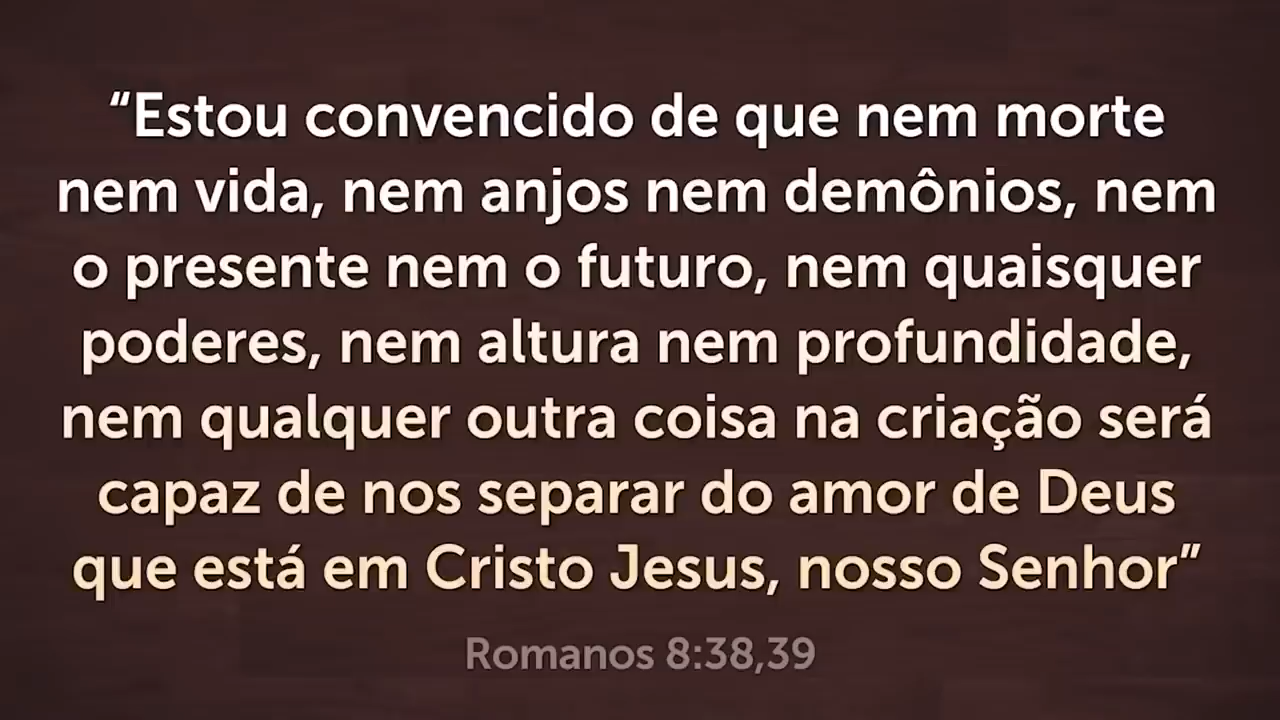 “Estou convencido de que nem morte
nem vida, nem anjos nem demônios, nem
o presente nem o futuro, nem quaisquer
poderes, nem altura nem profundidade,
nem qualquer outra coisa na criação será
capaz de nos separar do amor de Deus
que está em Cristo Jesus, nosso Senhor”
Romanos 8:38,39